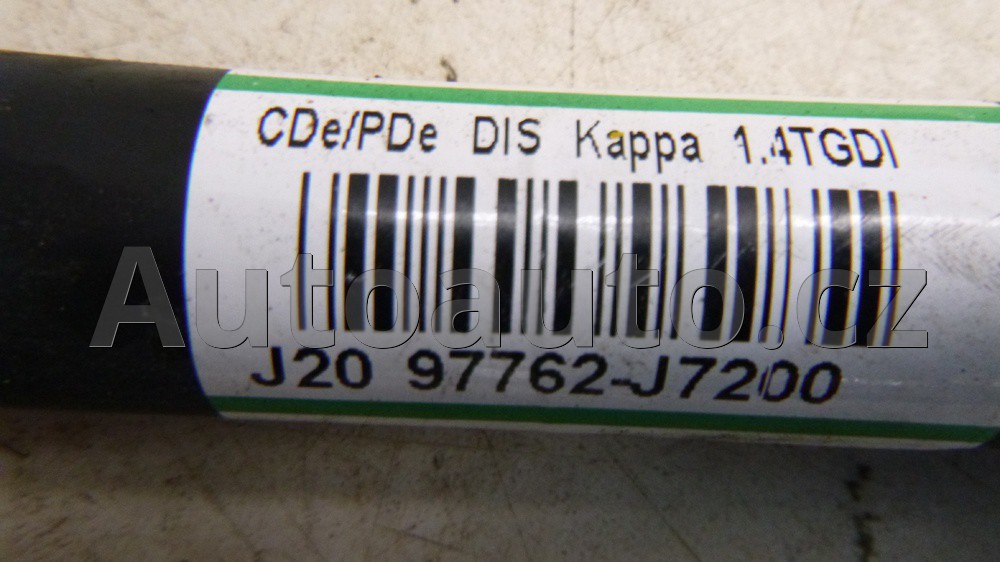 CDe/PDe DIS Kappa 1.4TGDI
Autoauto.cz
J20 97762-J7200